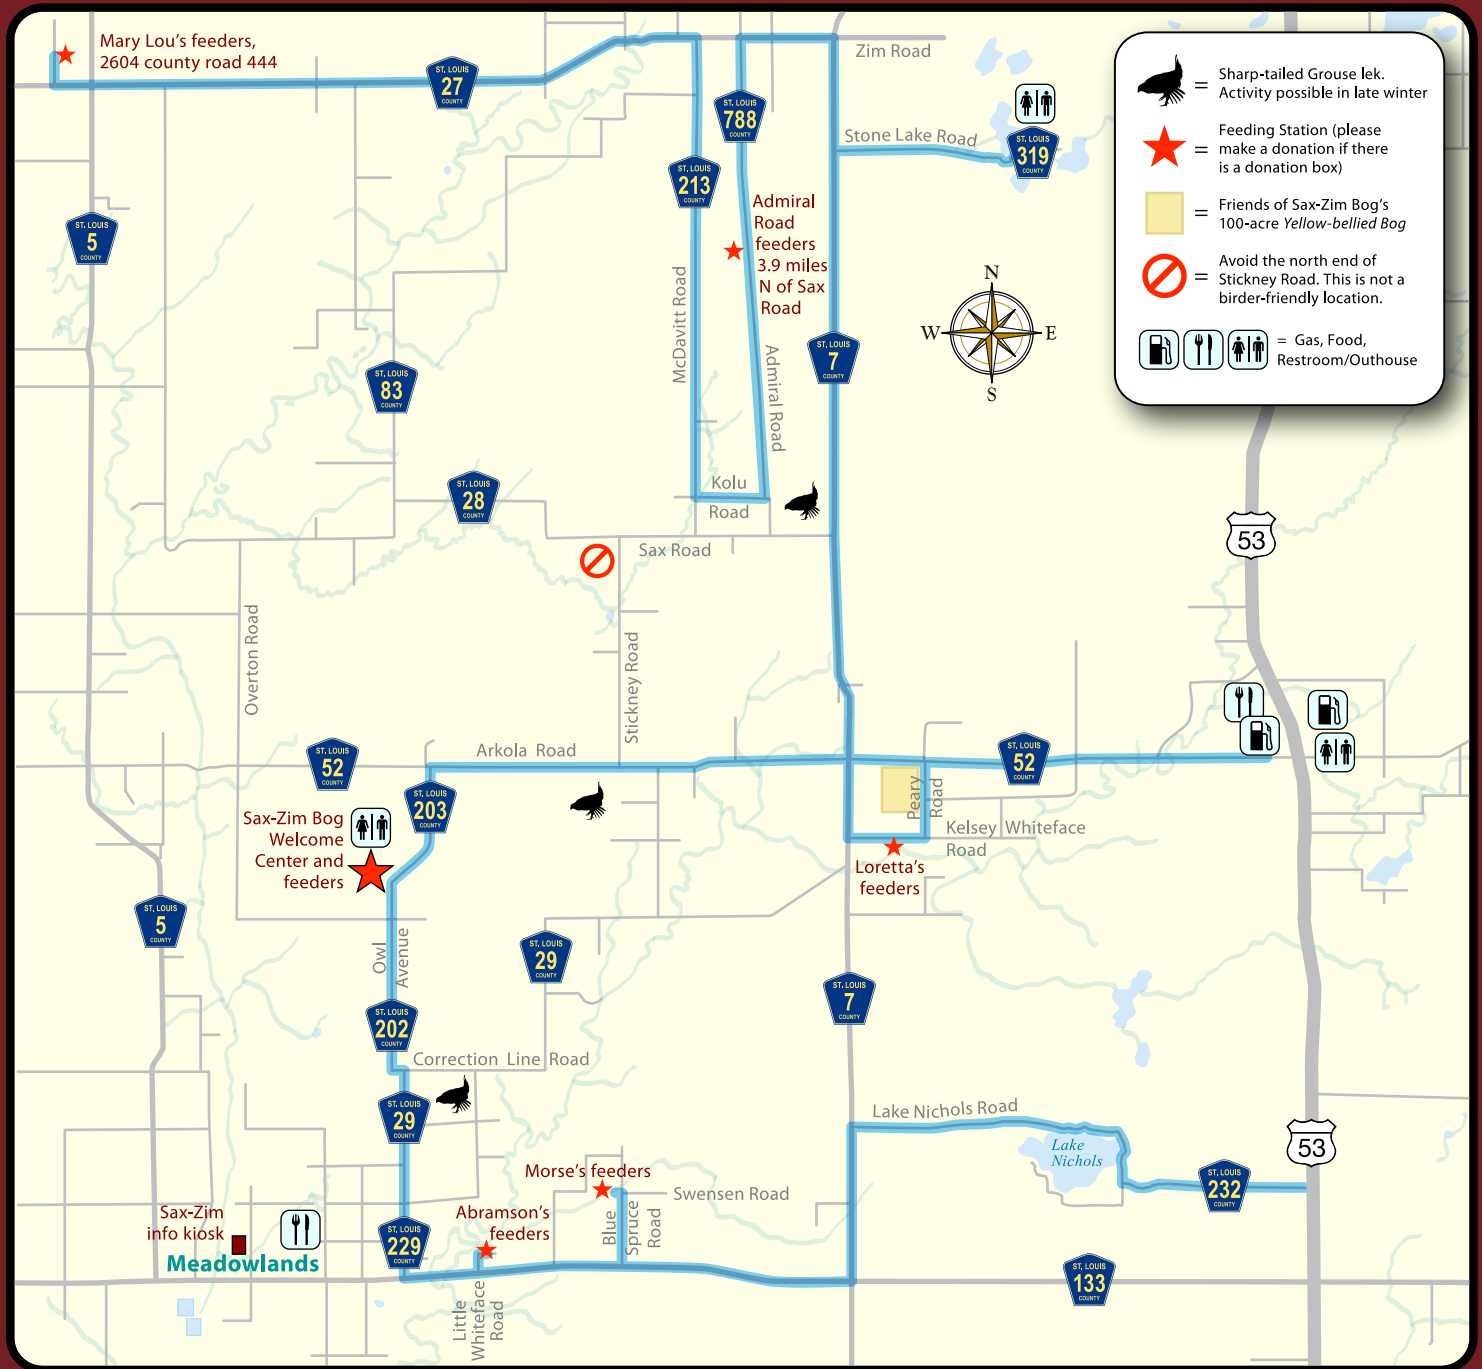 Mary Lou's feeders,
2604 county road 444
ST. LOUIS
27
COUNTY
Zim Road
ST. LOUIS
788
COUNTY
Stone Lake Road
ST. LOUIS
319
COUNTY
ST. LOUIS
213
COUNTY
ST. LOUIS
5
COUNTY
Admiral
Road
feeders
3.9 miles
N of Sax
Road
McDavitt Road
Admiral Road
ST. LOUIS
7
COUNTY
N
W
E
S
= Sharp-tailed Grouse lek.
Activity possible in late winter
Feeding Station (please
= make a donation if there
is a donation box)
= Friends of Sax-Zim Bog's
100-acre Yellow-bellied Bog
Avoid the north end of
= Stickney Road. This is not a
birder-friendly location.
= Gas, Food,
Restroom/Outhouse
ST. LOUIS
83
COUNTY
ST. LOUIS
28
COUNTY
Kolu
Road
Sax Road
53
Overton Road
Stickney Road
Arkola Road
ST. LOUIS
52
COUNTY
ST. LOUIS
52
COUNTY
ST. LOUIS
203
COUNTY
Peary
Road
Sax-Zim Bog
Welcome
Center and
feeders
Kelsey Whiteface
Road
Loretta's
feeders
ST. LOUIS
5
COUNTY
Owl
Avenue
ST. LOUIS
29
COUNTY
ST. LOUIS
7
COUNTY
ST. LOUIS
202
COUNTY
Correction Line Road
ST. LOUIS
29
COUNTY
Lake Nichols Road
Lake
Nichols
53
Morse's feeders
Swensen Road
ST. LOUIS
232
COUNTY
Sax-Zim
info kiosk
Meadowlands
ST. LOUIS
229
COUNTY
Abramson's
feeders
Blue
Spruce
Road
ST. LOUIS
133
COUNTY
Little
Whiteface
Road